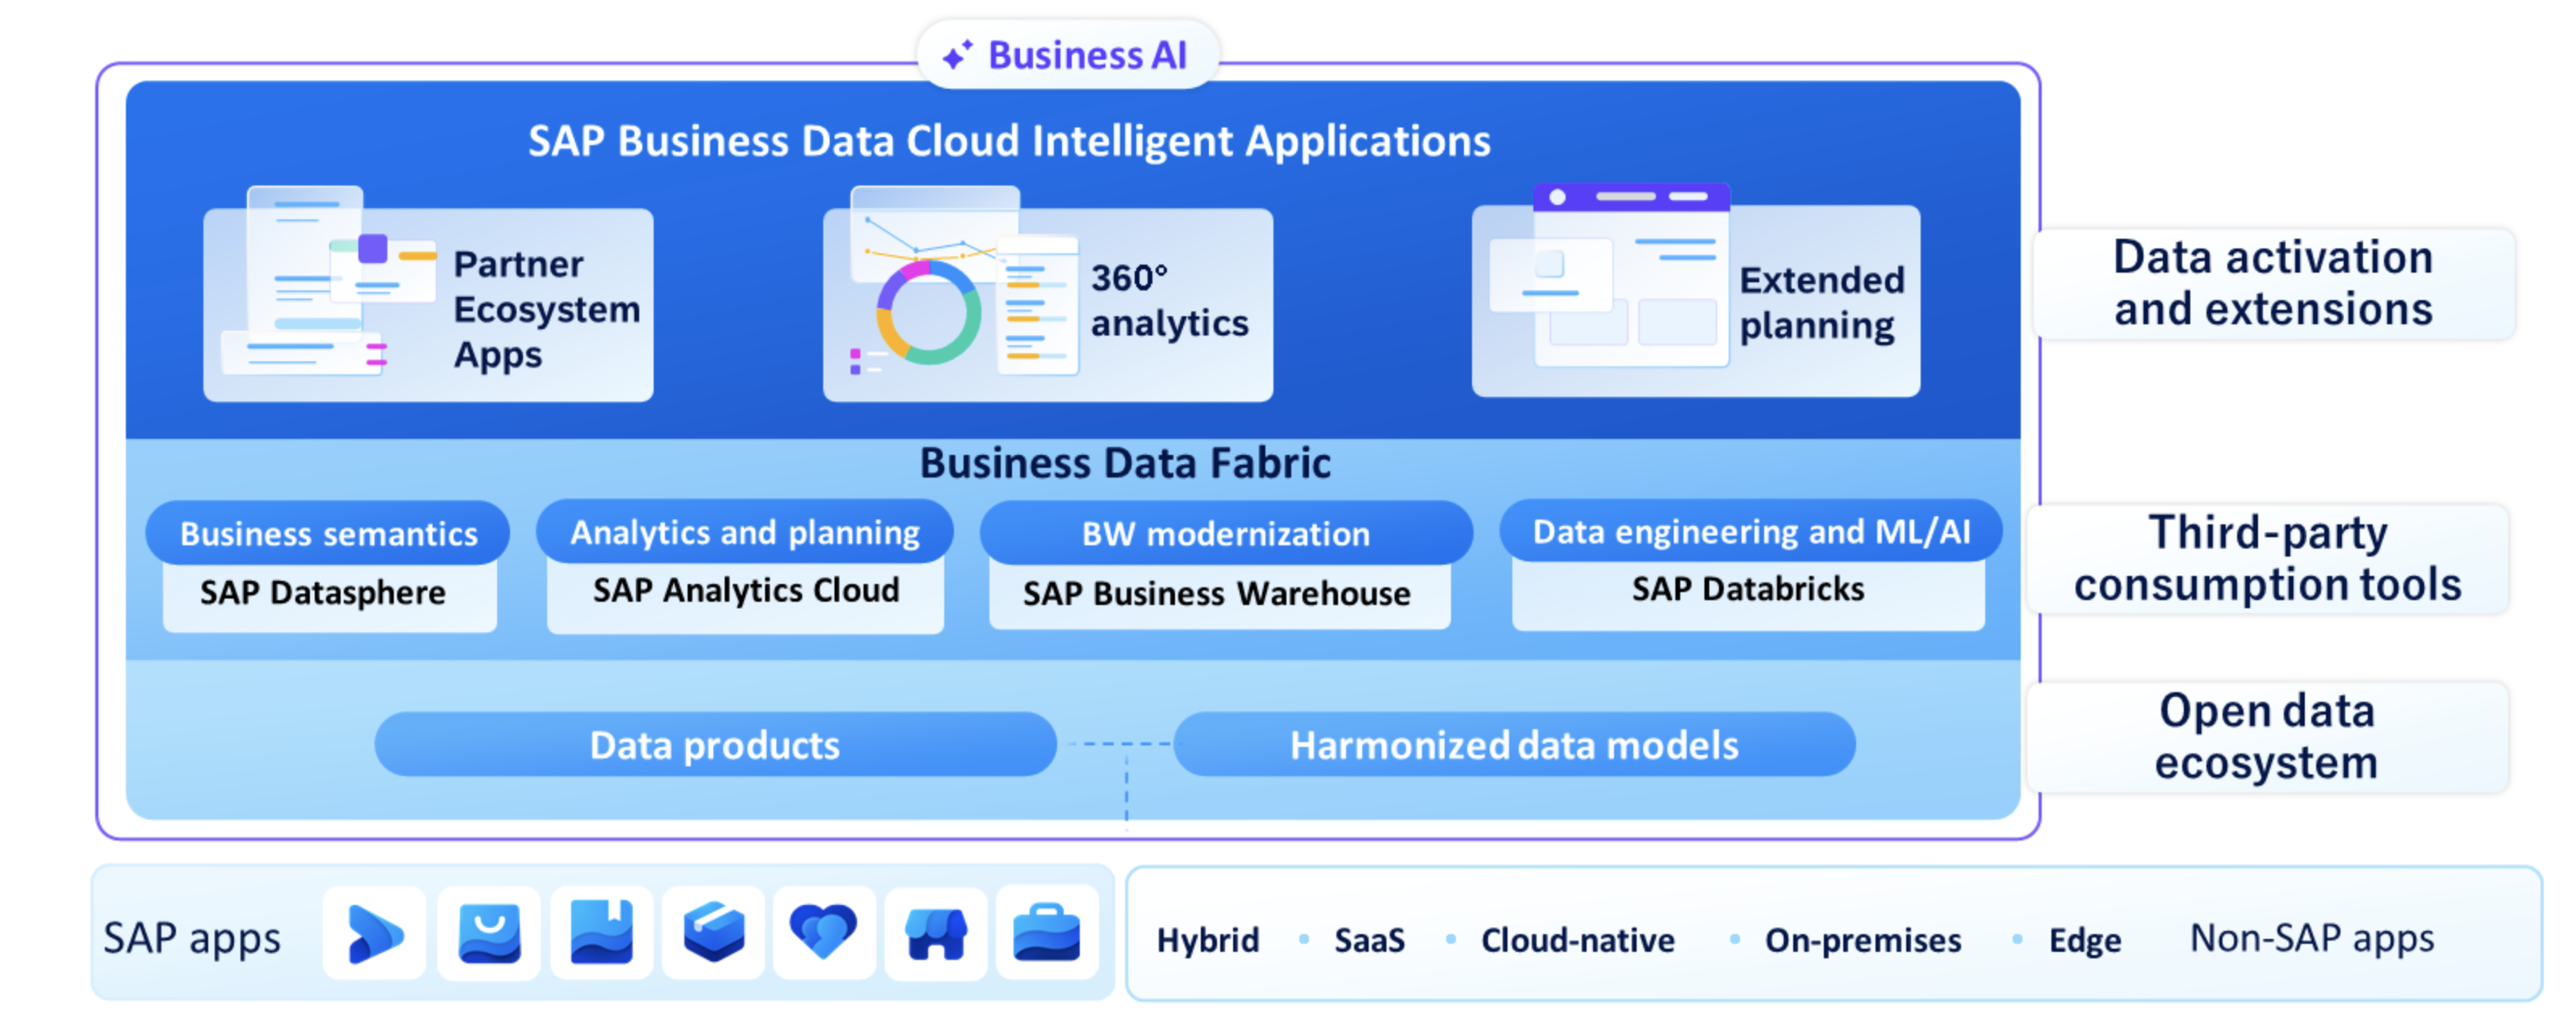 Business AI
SAP Business Data Cloud Intelligent Applications
Partner
Ecosystem
Apps
360°
analytics
Extended
planning
Data activation
and extensions
Business Data Fabric
Business semantics
SAP Datasphere
Analytics and planning
SAP Analytics Cloud
BW modernization
SAP Business Warehouse
Data engineering and ML/AI
SAP Databricks
Third-party
consumption tools
Data products
Harmonized data models
Open data
ecosystem
SAP apps
Hybrid • SaaS • Cloud-native • On-premises • Edge Non-SAP apps